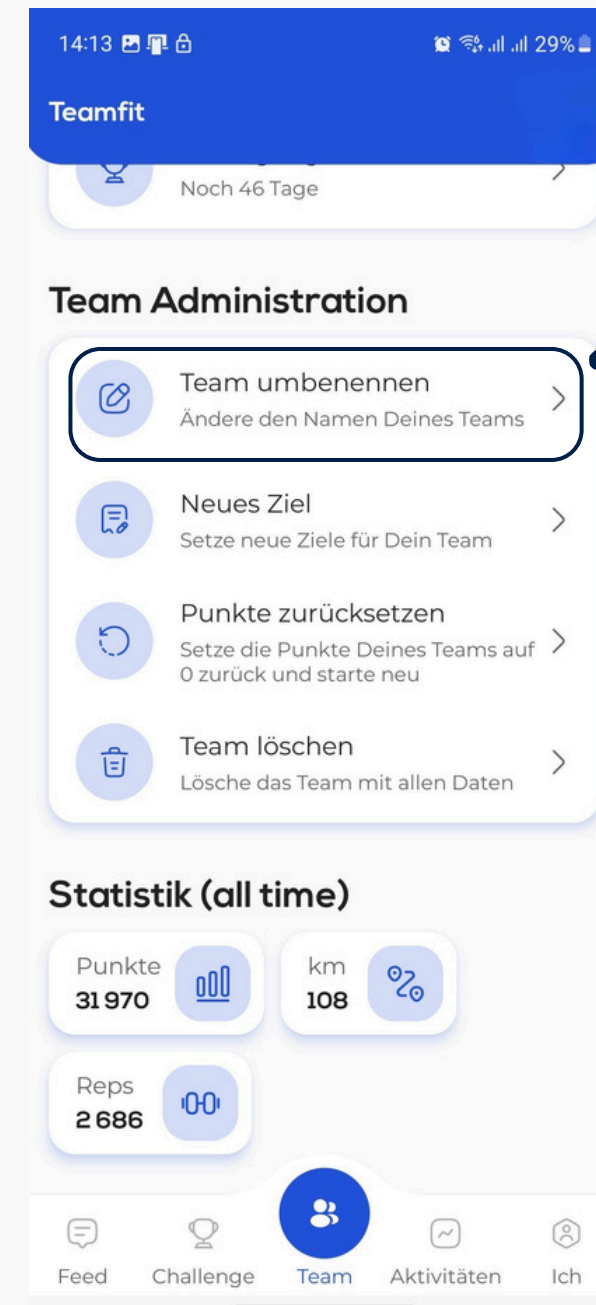 14:13
29%
Teamfit
Noch 46 Tage
Team Administration
Team umbenennen
Ändere den Namen Deines Teams
Neues Ziel
Setze neue Ziele für Dein Team
Punkte zurücksetzen
Setze die Punkte Deines Teams auf
0 zurück und starte neu
Team löschen
Lösche das Team mit allen Daten
Statistik (all time)
Punkte
31 970
km
108
Reps
2 686
Feed
Challenge
Team
Aktivitäten
Ich